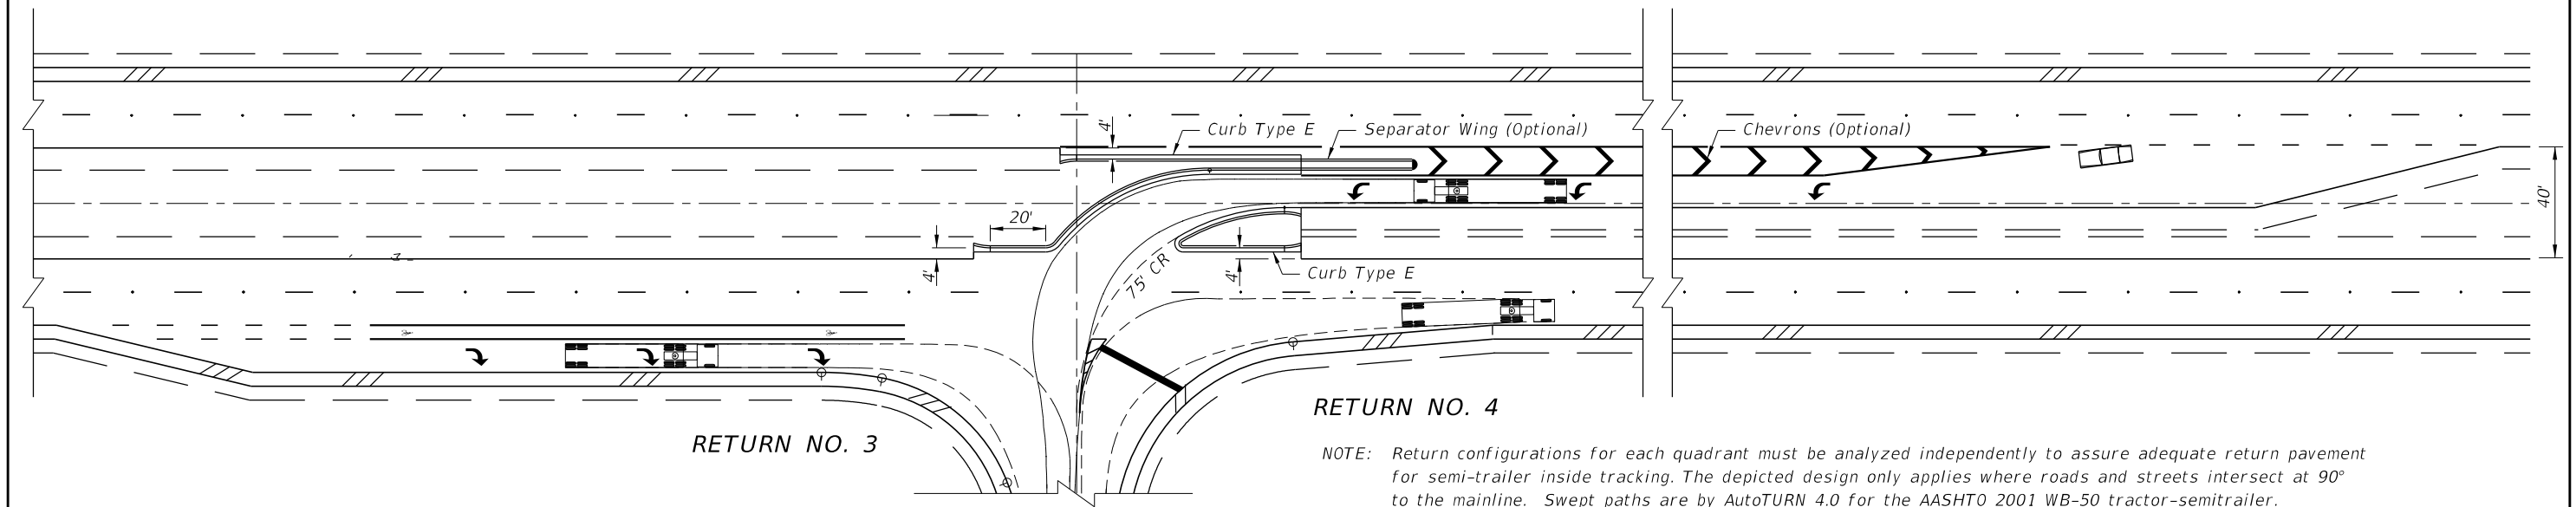 4'
Curb Type E
Separator Wing (Optional)
Chevrons (Optional)
20'
40'
4'
4'
75' CR
Curb Type E
RETURN NO. 4
RETURN NO. 3
NOTE: Return configurations for each quadrant must be analyzed independently to assure adequate return pavement
for semi-trailer inside tracking. The depicted design only applies where roads and streets intersect at 90°
to the mainline. Swept paths are by AutoTURN 4.0 for the AASHTO 2001 WB-50 tractor-semitrailer.